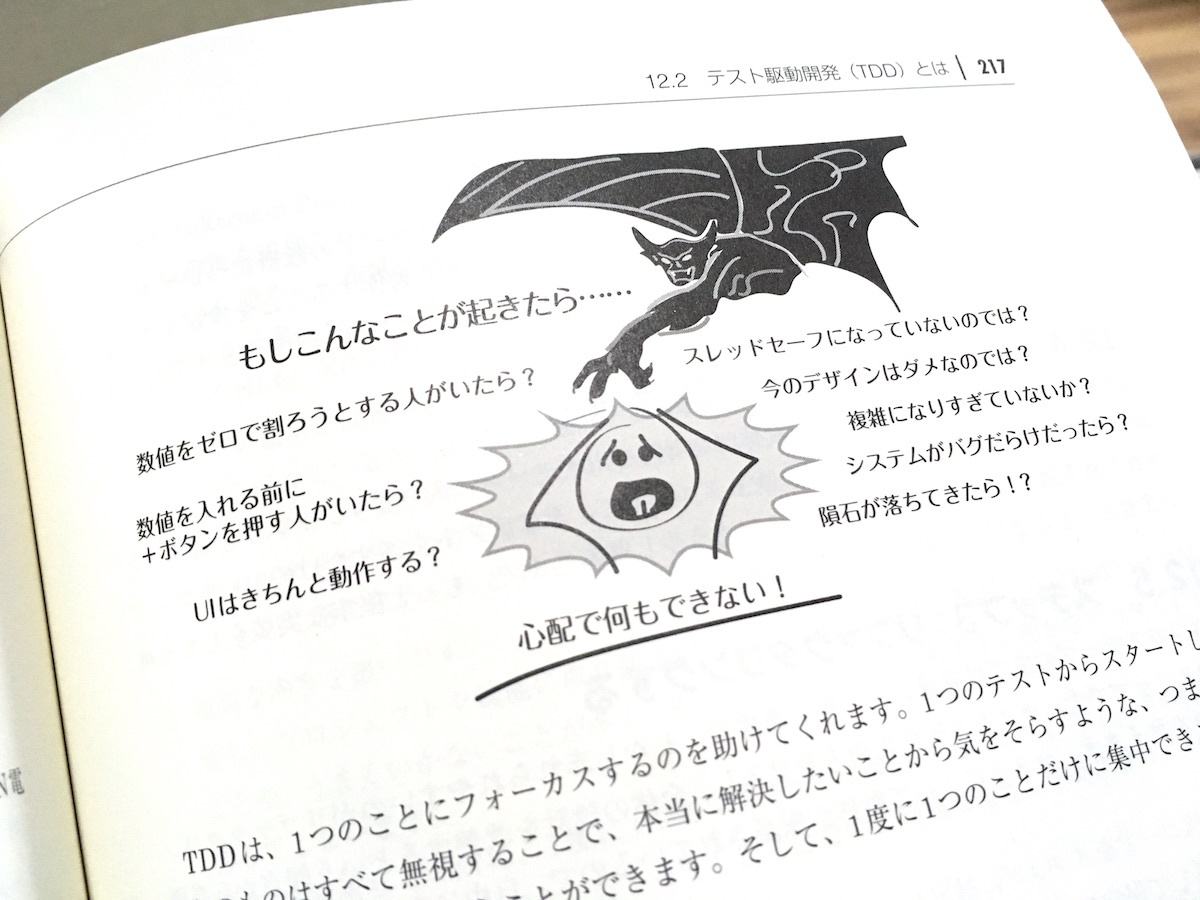 12.2 テスト駆動開発（TDD）とは 217
もしこんなことが起きたら……
数値をゼロで割ろうとする人がいたら？
数値を入れる前に
＋ボタンを押す人がいたら？
UIはきちんと動作する？
スレッドセーフになっていないのでは？
今のデザインはダメなのでは？
複雑になりすぎていないか？
システムがバグだらけだったら？
隕石が落ちてきたら！？
心配で何もできない！
TDDは、1つのことにフォーカスするのを助けてくれます。1つのテストからスタートし
ものはすべて無視することで、本当に解決したいことから気をそらすような、つま
ことができます。そして、1度に1つのことだけに集中でき
N電